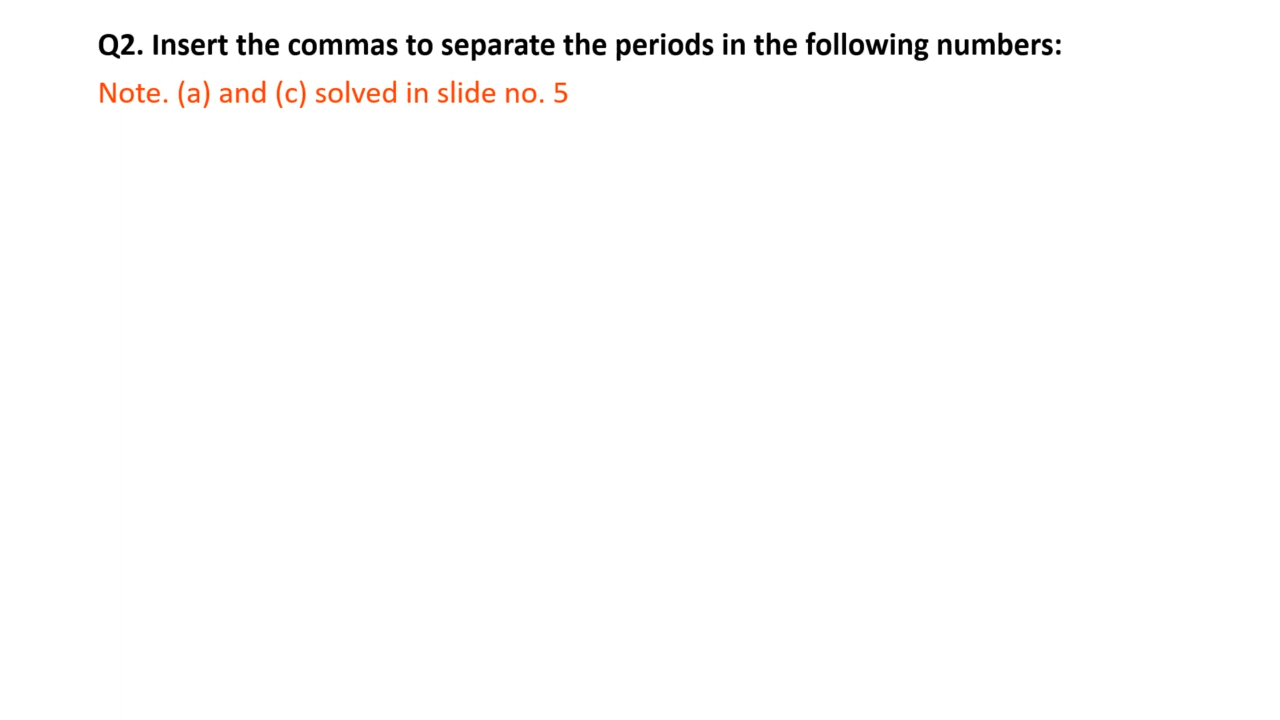 Q2. Insert the commas to separate the periods in the following numbers:
Note. (a) and (c) solved in slide no. 5